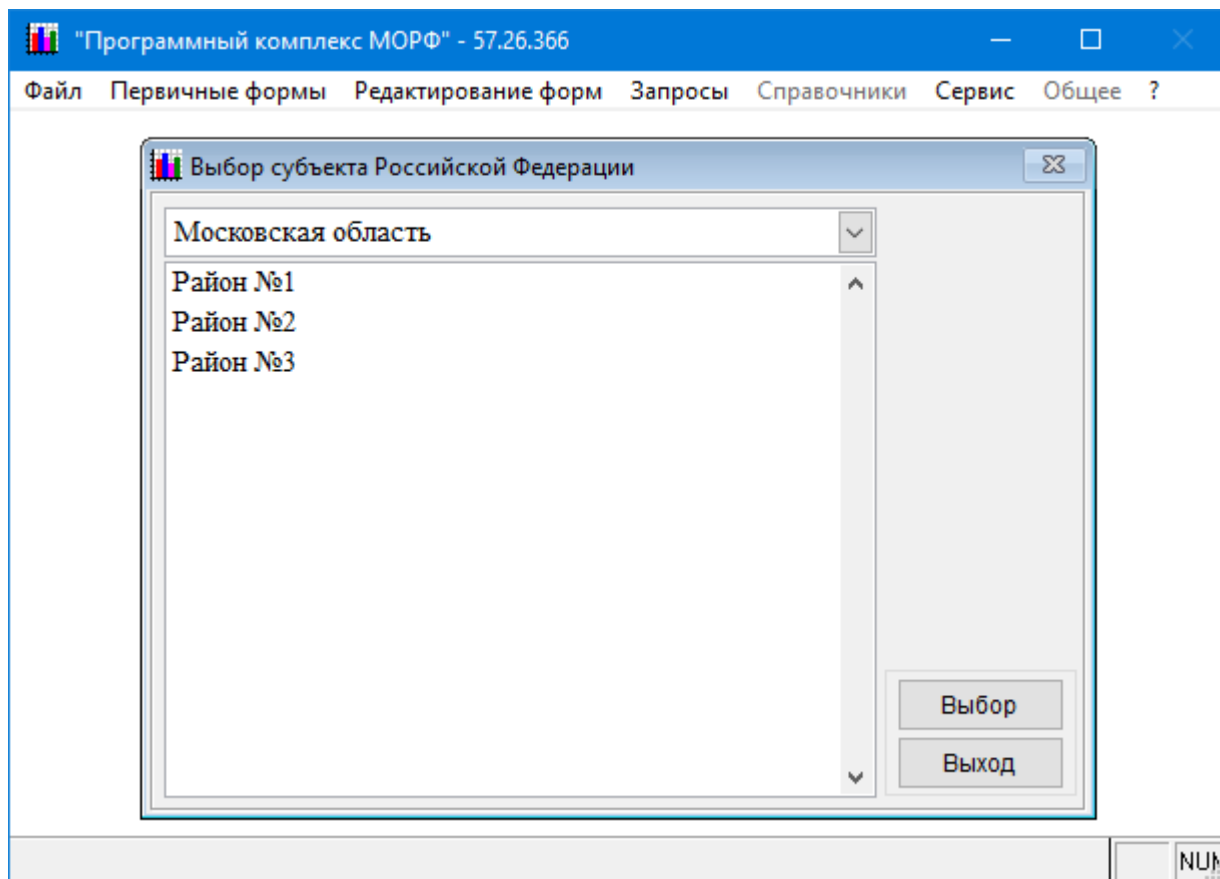 "Программный комплекс МОРФ" - 57.26.366
Файл Первичные формы Редактирование форм Запросы Справочники Сервис Общее ?
Выбор субъекта Российской Федерации
Московская область
Район №1
Район №2
Район №3
Выбор
Выход
NUM